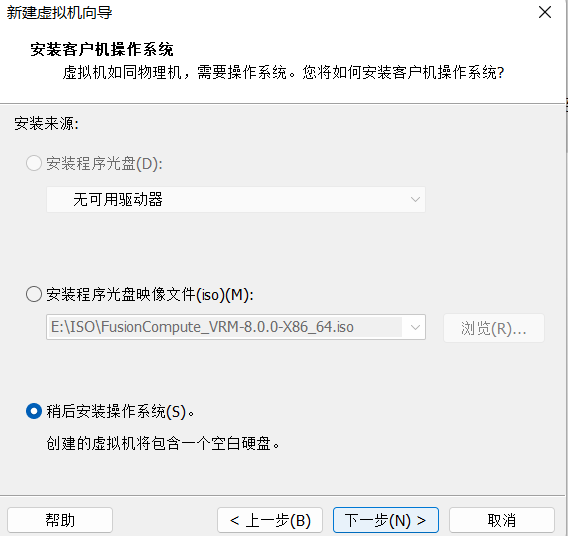 新建虚拟机向导
安装客户机操作系统
虚拟机如同物理机，需要操作系统。您将如何安装客户机操作系统?
安装来源:
安装程序光盘(D):
无可用驱动器
安装程序光盘映像文件(iso)(M):
E:\ISO\FusionCompute_VRM-8.0.0-X86_64.iso
浏览(R)...
稍后安装操作系统(S)。
创建的虚拟机将包含一个空白硬盘。
帮助
< 上一步(B)
下一步(N) >
取消